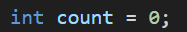 int count = 0;